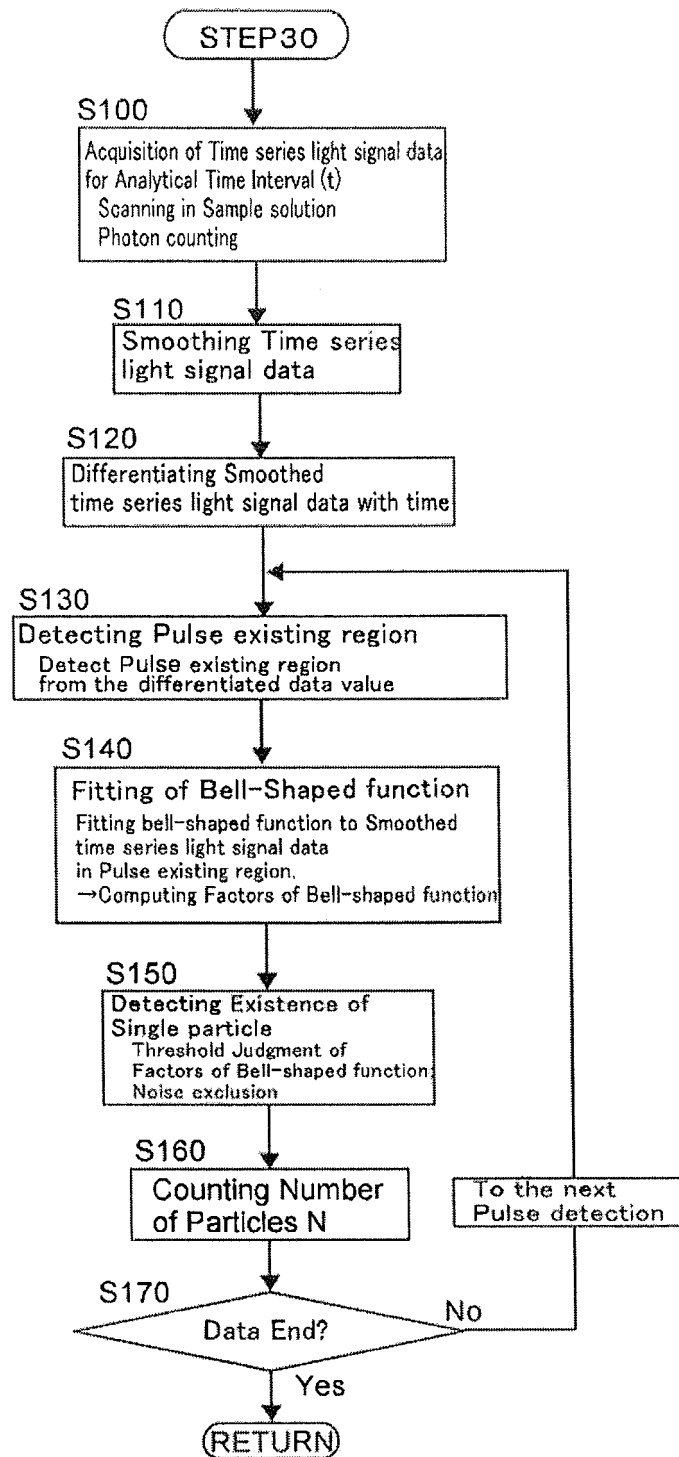 STEP30
S100
Acquisition of Time series light signal data
for Analytical Time Interval (t)
Scanning in Sample solution
Photon counting
S110
Smoothing Time series
light signal data
S120
Differentiating Smoothed
time series light signal data with time
S130
Detecting Pulse existing region
Detect Pulse existing region
from the differentiated data value
S140
Fitting of Bell-Shaped function
Fitting bell-shaped function to Smoothed
time series light signal data
in Pulse existing region.
→Computing Factors of Bell-shaped function
S150
Detecting Existence of
Single particle
Threshold Judgment of
Factors of Bell-shaped function;
Noise exclusion
S160
Counting Number
of Particles N
To the next
Pulse detection
S170
Data End?
No
Yes
RETURN